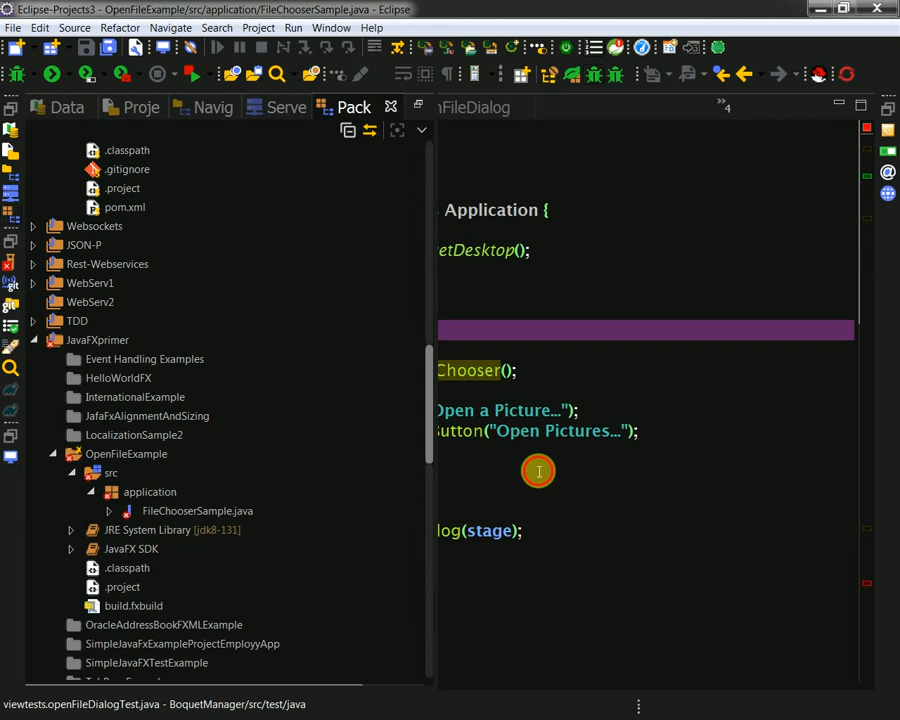 Eclipse-Projects3 - OpenFileExample/src/application/FileChooserSample.java - Eclipse
File Edit Source Refactor Navigate Search Project Run Window Help
Data Proje Navig Serve Pack nFileDialog 4
.classpath
.gitignore
.project
pom.xml
Websockets
Application {
JSON-P
etDesktop();
Rest-Webservices
WebServ1
WebServ2
TDD
JavaFXprimer
Event Handling Examples
Chooser();
HelloWorldFX
InternationalExample
JafaFxAlignmentAndSizing
Open a Picture...");
LocalizationSample2
Button("Open Pictures...");
OpenFileExample
src
application
FileChooserSample.java
JRE System Library [jdk8-131]
log(stage);
JavaFX SDK
.classpath
.project
build.fxbuild
OracleAddressBookFXMLExample
SimpleJavaFxExampleProjectEmployyApp
SimpleJavaFXTestExample
viewtests.openFileDialogTest.java - BoquetManager/src/test/java